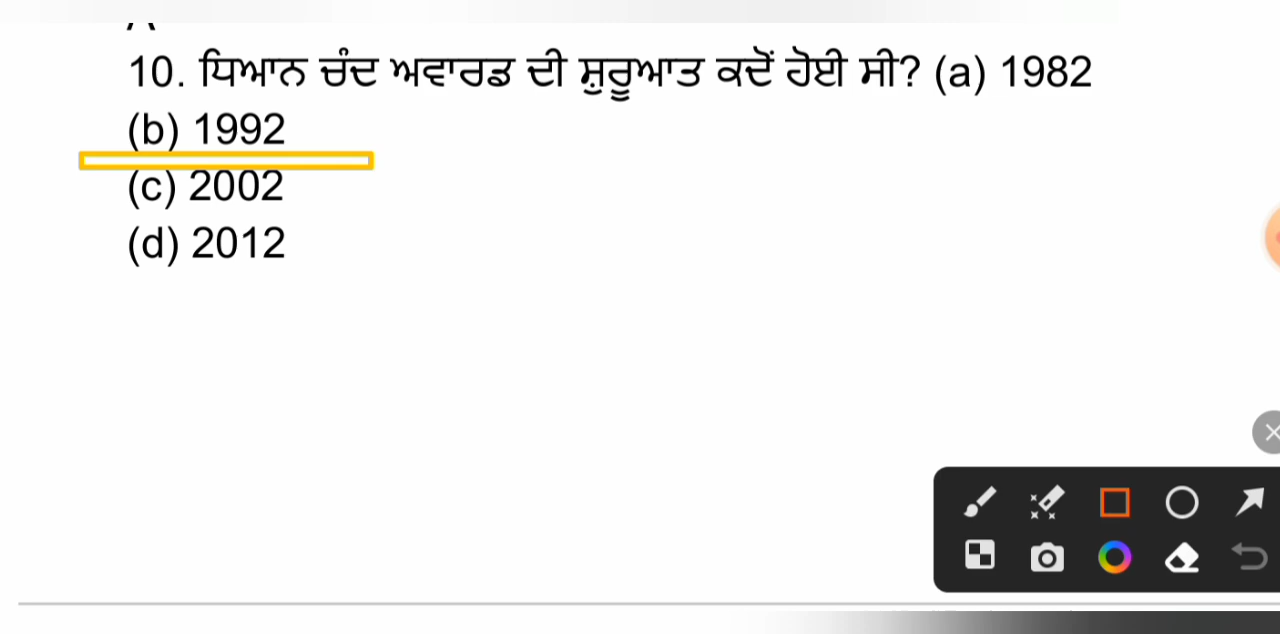 10. ਧਿਆਨ ਚੰਦ ਅਵਾਰਡ ਦੀ ਸ਼ੁਰੂਆਤ ਕਦੋਂ ਹੋਈ ਸੀ? (a) 1982
(b) 1992
(c) 2002
(d) 2012